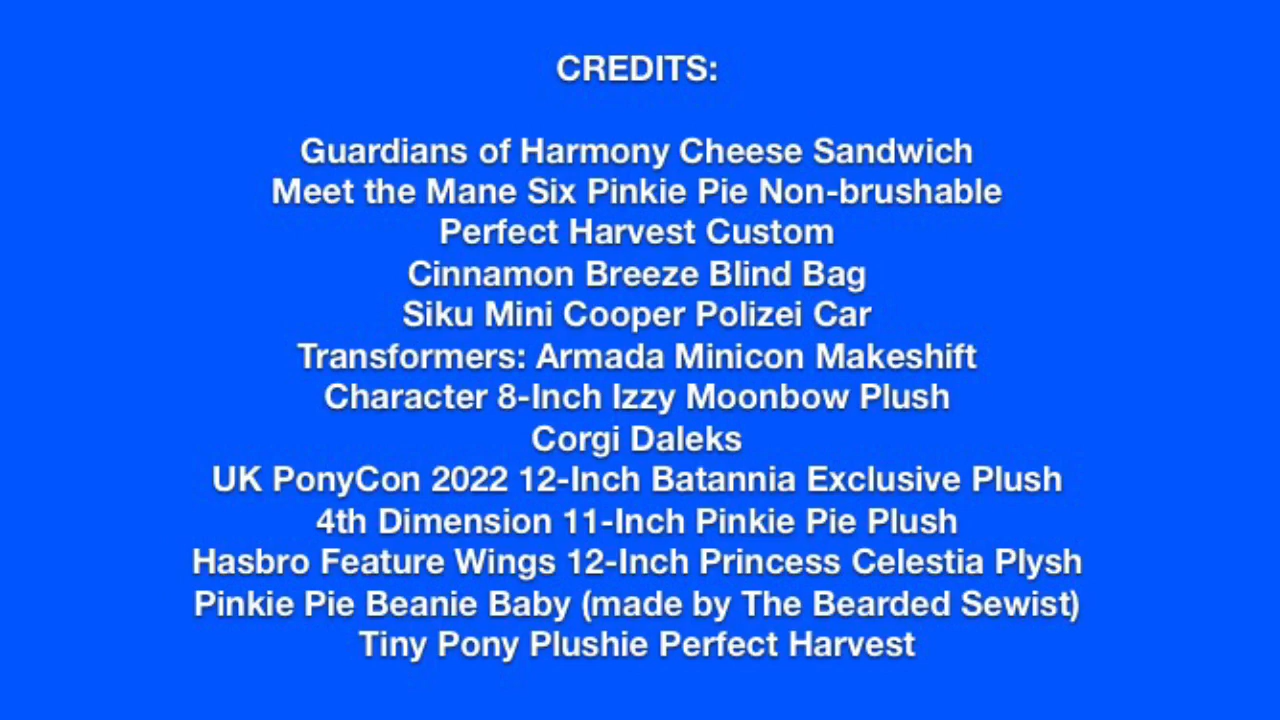 CREDITS:
Guardians of Harmony Cheese Sandwich
Meet the Mane Six Pinkie Pie Non-brushable
Perfect Harvest Custom
Cinnamon Breeze Blind Bag
Siku Mini Cooper Polizei Car
Transformers: Armada Minicon Makeshift
Character 8-Inch Izzy Moonbow Plush
Corgi Daleks
UK PonyCon 2022 12-Inch Batannia Exclusive Plush
4th Dimension 11-Inch Pinkie Pie Plush
Hasbro Feature Wings 12-Inch Princess Celestia Plysh
Pinkie Pie Beanie Baby (made by The Bearded Sewist)
Tiny Pony Plushie Perfect Harvest